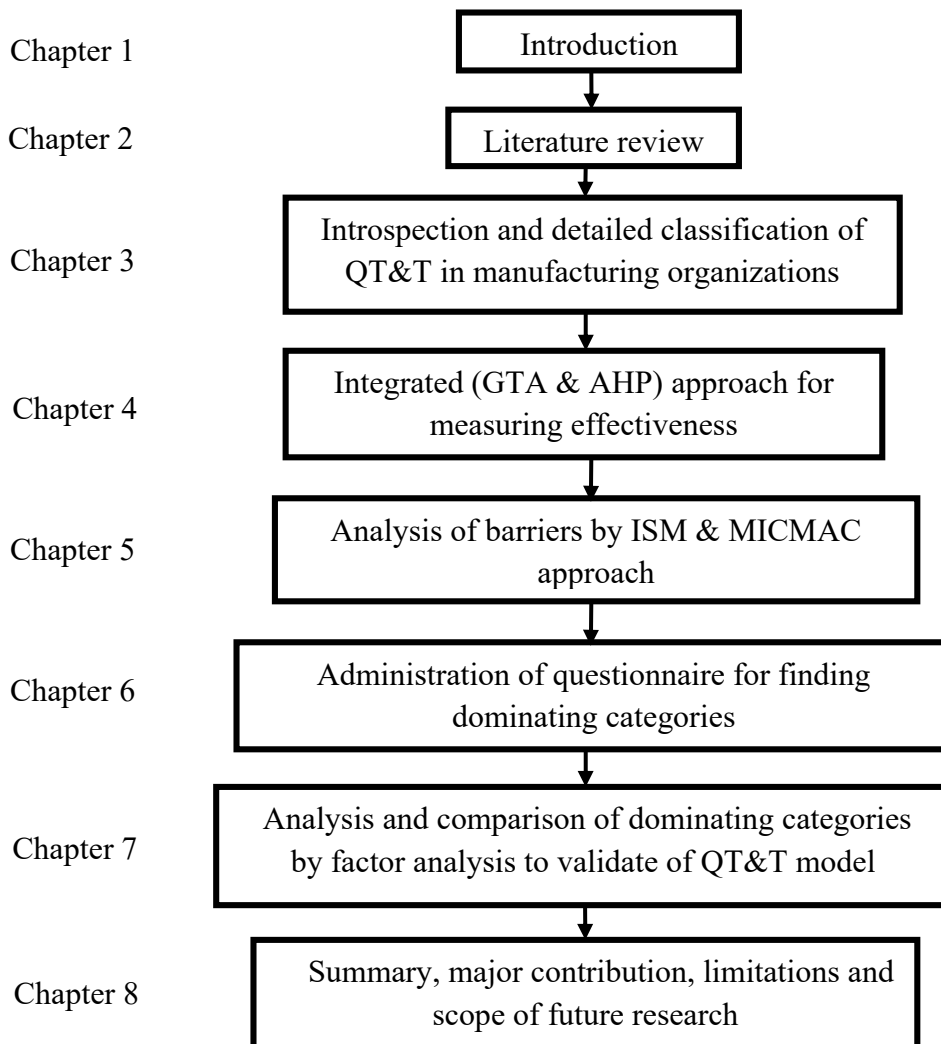 Chapter 1
Introduction
Chapter 2
Literature review
Chapter 3
Introspection and detailed classification of
QT&T in manufacturing organizations
Chapter 4
Integrated (GTA & AHP) approach for
measuring effectiveness
Chapter 5
Analysis of barriers by ISM & MICMAC
approach
Chapter 6
Administration of questionnaire for finding
dominating categories
Chapter 7
Analysis and comparison of dominating categories
by factor analysis to validate of QT&T model
Chapter 8
Summary, major contribution, limitations and
scope of future research